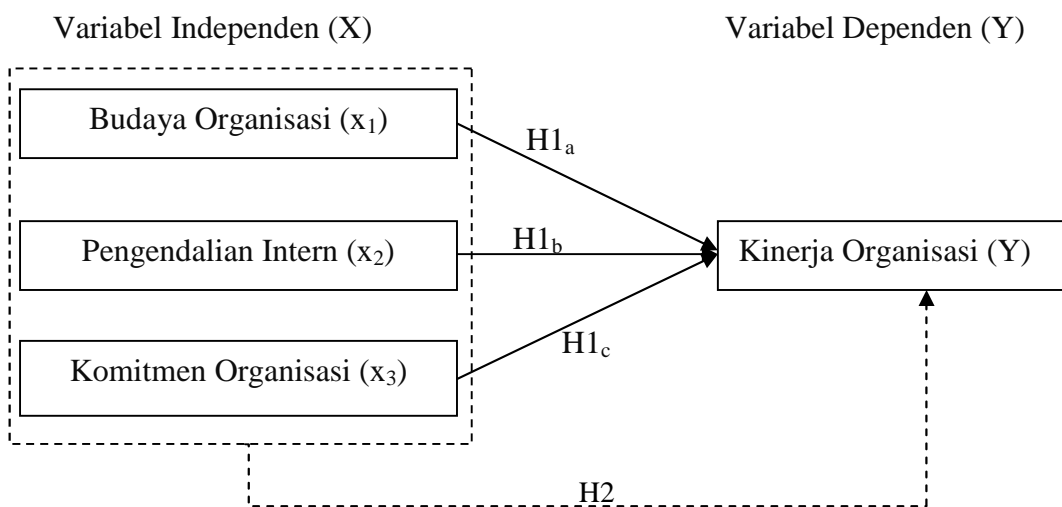 Variabel Independen (X)
Variabel Dependen (Y)
Budaya Organisasi (x₁)
H1ₐ
Pengendalian Intern (x₂)
H1b
Kinerja Organisasi (Y)
Komitmen Organisasi (x₃)
H1c
H2